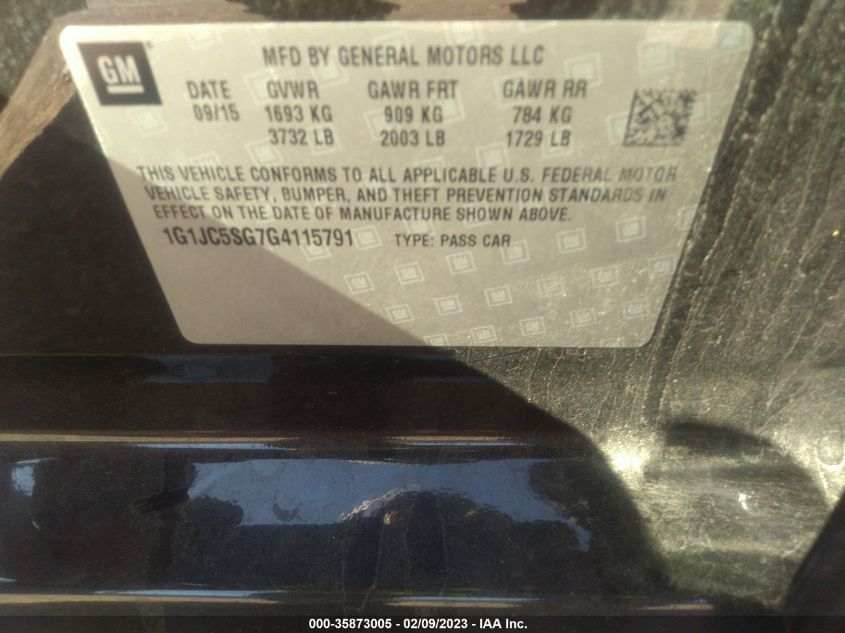 GM
MFD BY GENERAL MOTORS LLC
DATE GVWR GAWR FRT GAWR RR
09/15 1693 KG 909 KG 784 KG
3732 LB 2003 LB 1729 LB
THIS VEHICLE CONFORMS TO ALL APPLICABLE U.S. FEDERAL MOTOR
VEHICLE SAFETY, BUMPER, AND THEFT PREVENTION STANDARDS IN
EFFECT ON THE DATE OF MANUFACTURE SHOWN ABOVE.
1G1JC5SG7G4115791 TYPE: PASS CAR
000-35873005 - 02/09/2023 - IAA Inc.